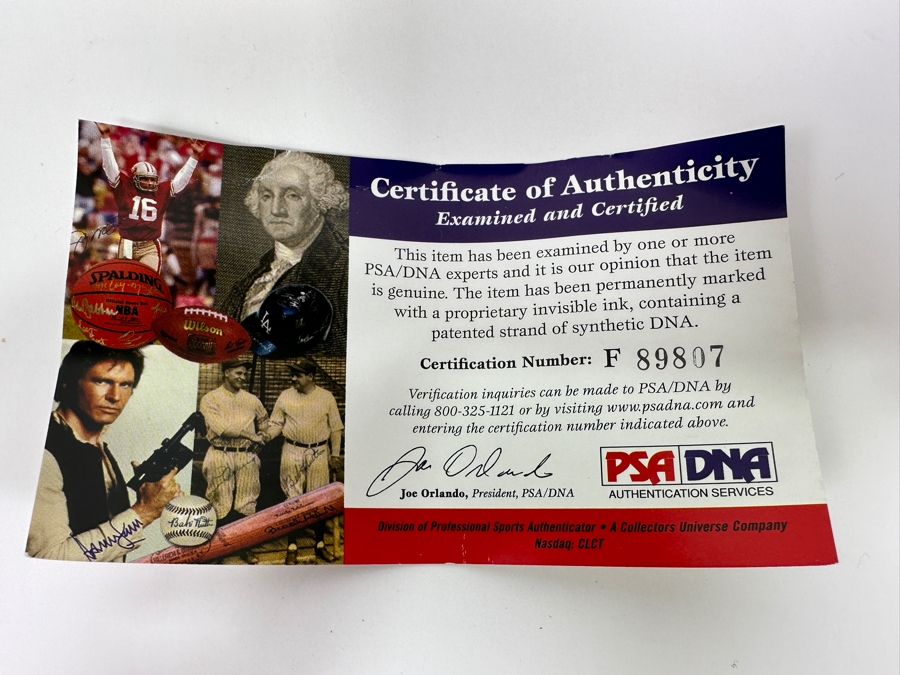 Certificate of Authenticity
Examined and Certified
This item has been examined by one or more
PSA/DNA experts and it is our opinion that the item
is genuine. The item has been permanently marked
with a proprietary invisible ink, containing a
patented strand of synthetic DNA.
Certification Number: F 89807
Verification inquiries can be made to PSA/DNA by
calling 800-325-1121 or by visiting www.psadna.com and
entering the certification number indicated above.
Joe Orlando
Joe Orlando, President, PSA/DNA
PSA DNA
AUTHENTICATION SERVICES
Division of Professional Sports Authenticator • A Collectors Universe Company
Nasdaq: CLCT
16
SPALDING
NBA
Wilson
LA
Babe Ruth